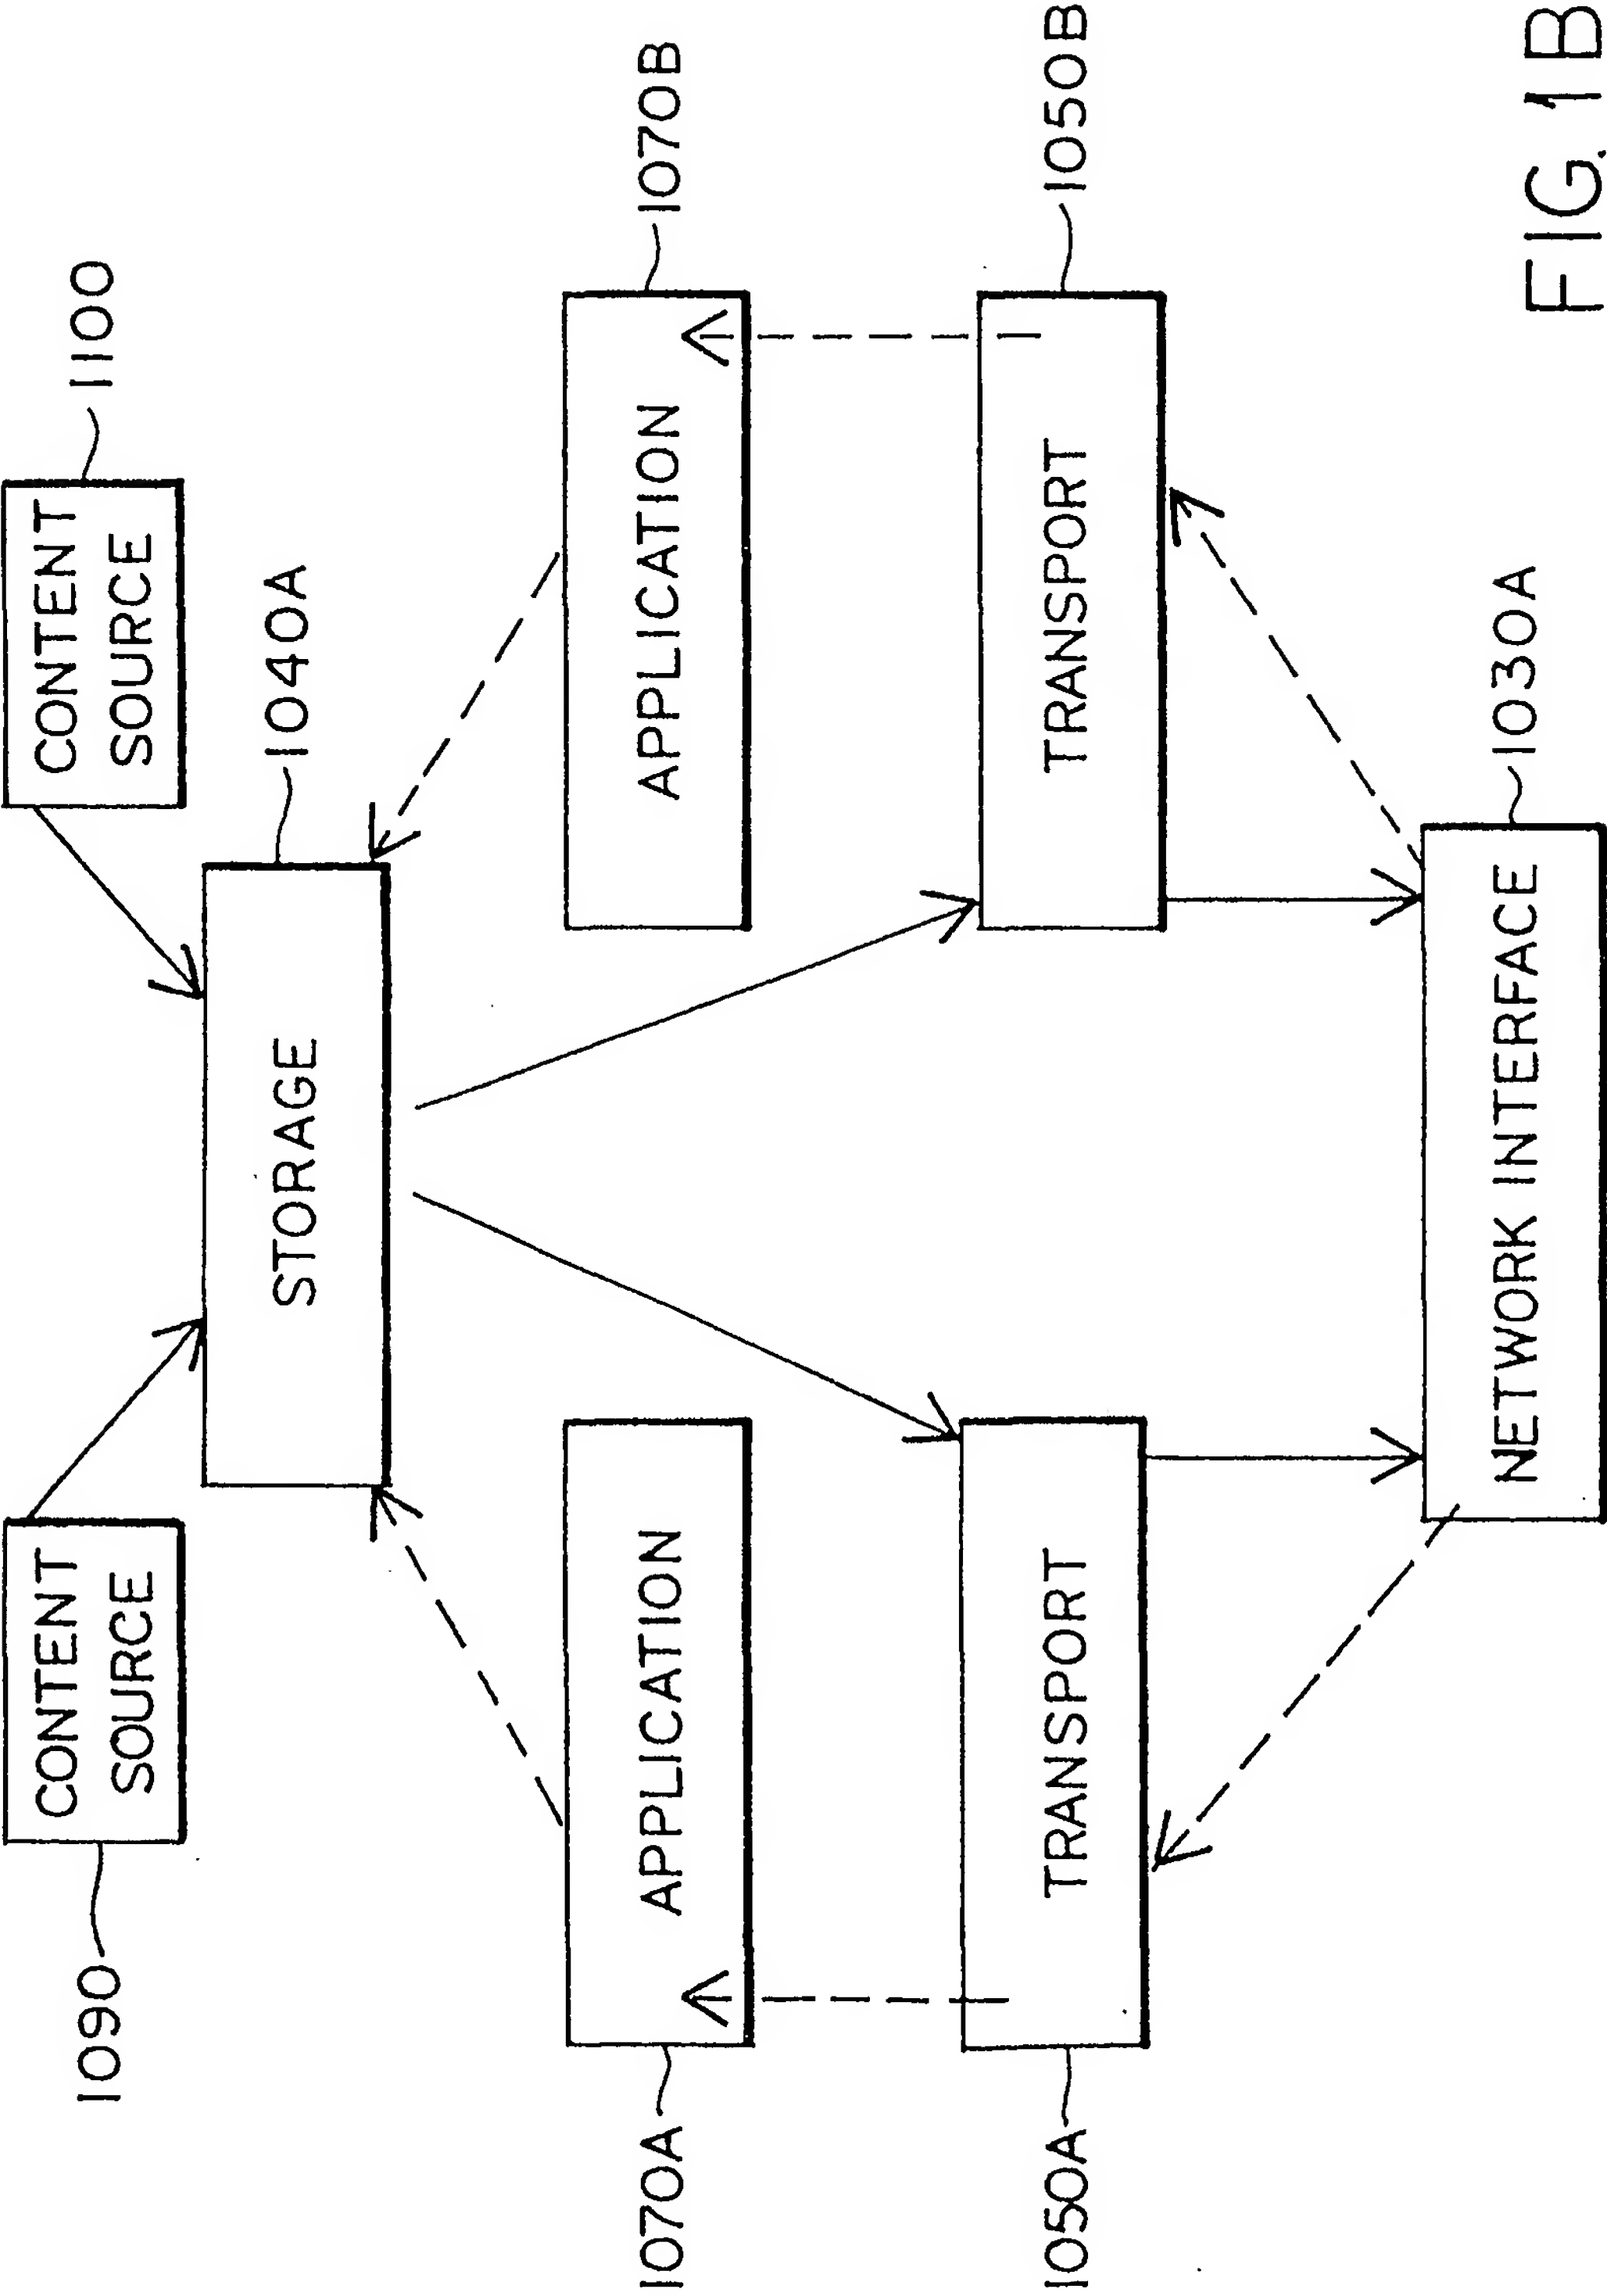 CONTENT
SOURCE
CONTENT
SOURCE
1090
1100
STORAGE
1040A
APPLICATION
APPLICATION
1070A
1070B
TRANSPORT
TRANSPORT
1050A
1050B
NETWORK INTERFACE
1030A
FIG. 1B